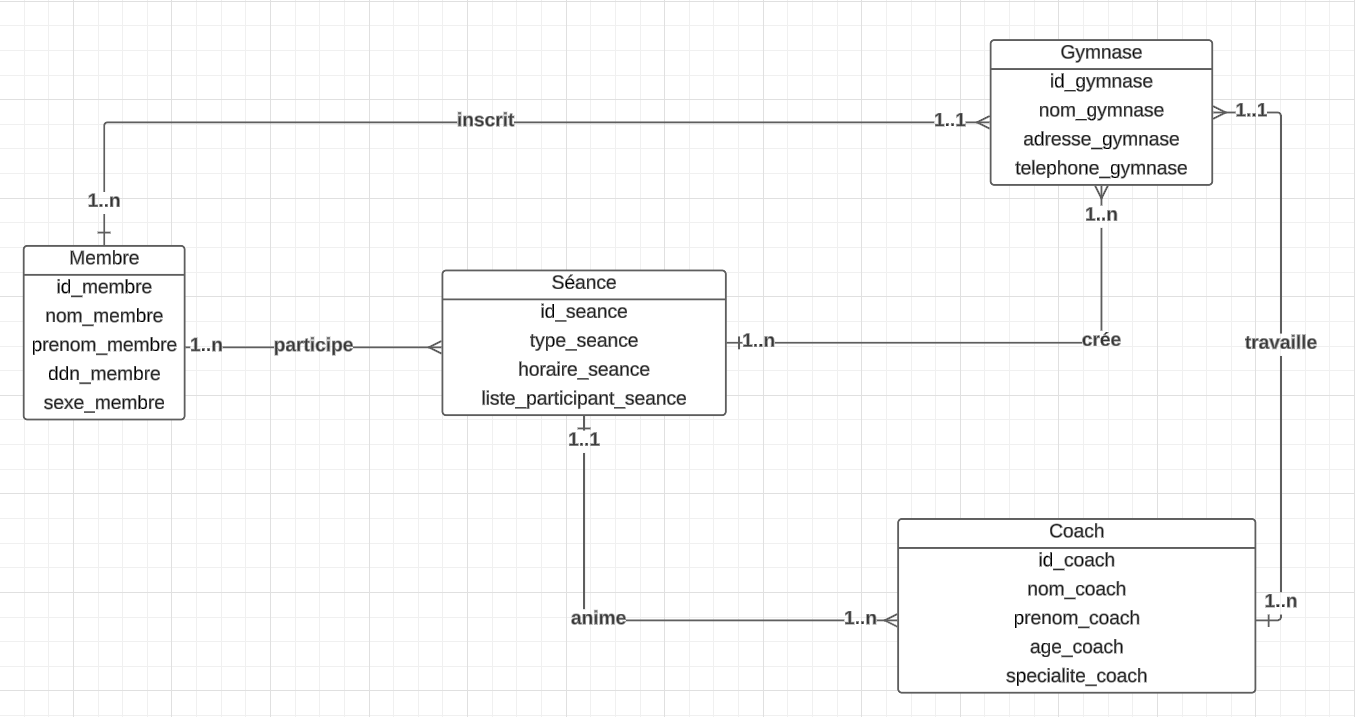 Gymnase
id_gymnase
nom_gymnase
adresse_gymnase
telephone_gymnase
inscrit
1..1
1..1
1..n
1..n
Membre
id_membre
nom_membre
prenom_membre
ddn_membre
sexe_membre
1..n
participe
Séance
id_seance
type_seance
horaire_seance
liste_participant_seance
1..n
crée
travaille
1..1
anime
1..n
Coach
id_coach
nom_coach
prenom_coach
age_coach
specialite_coach
1..n